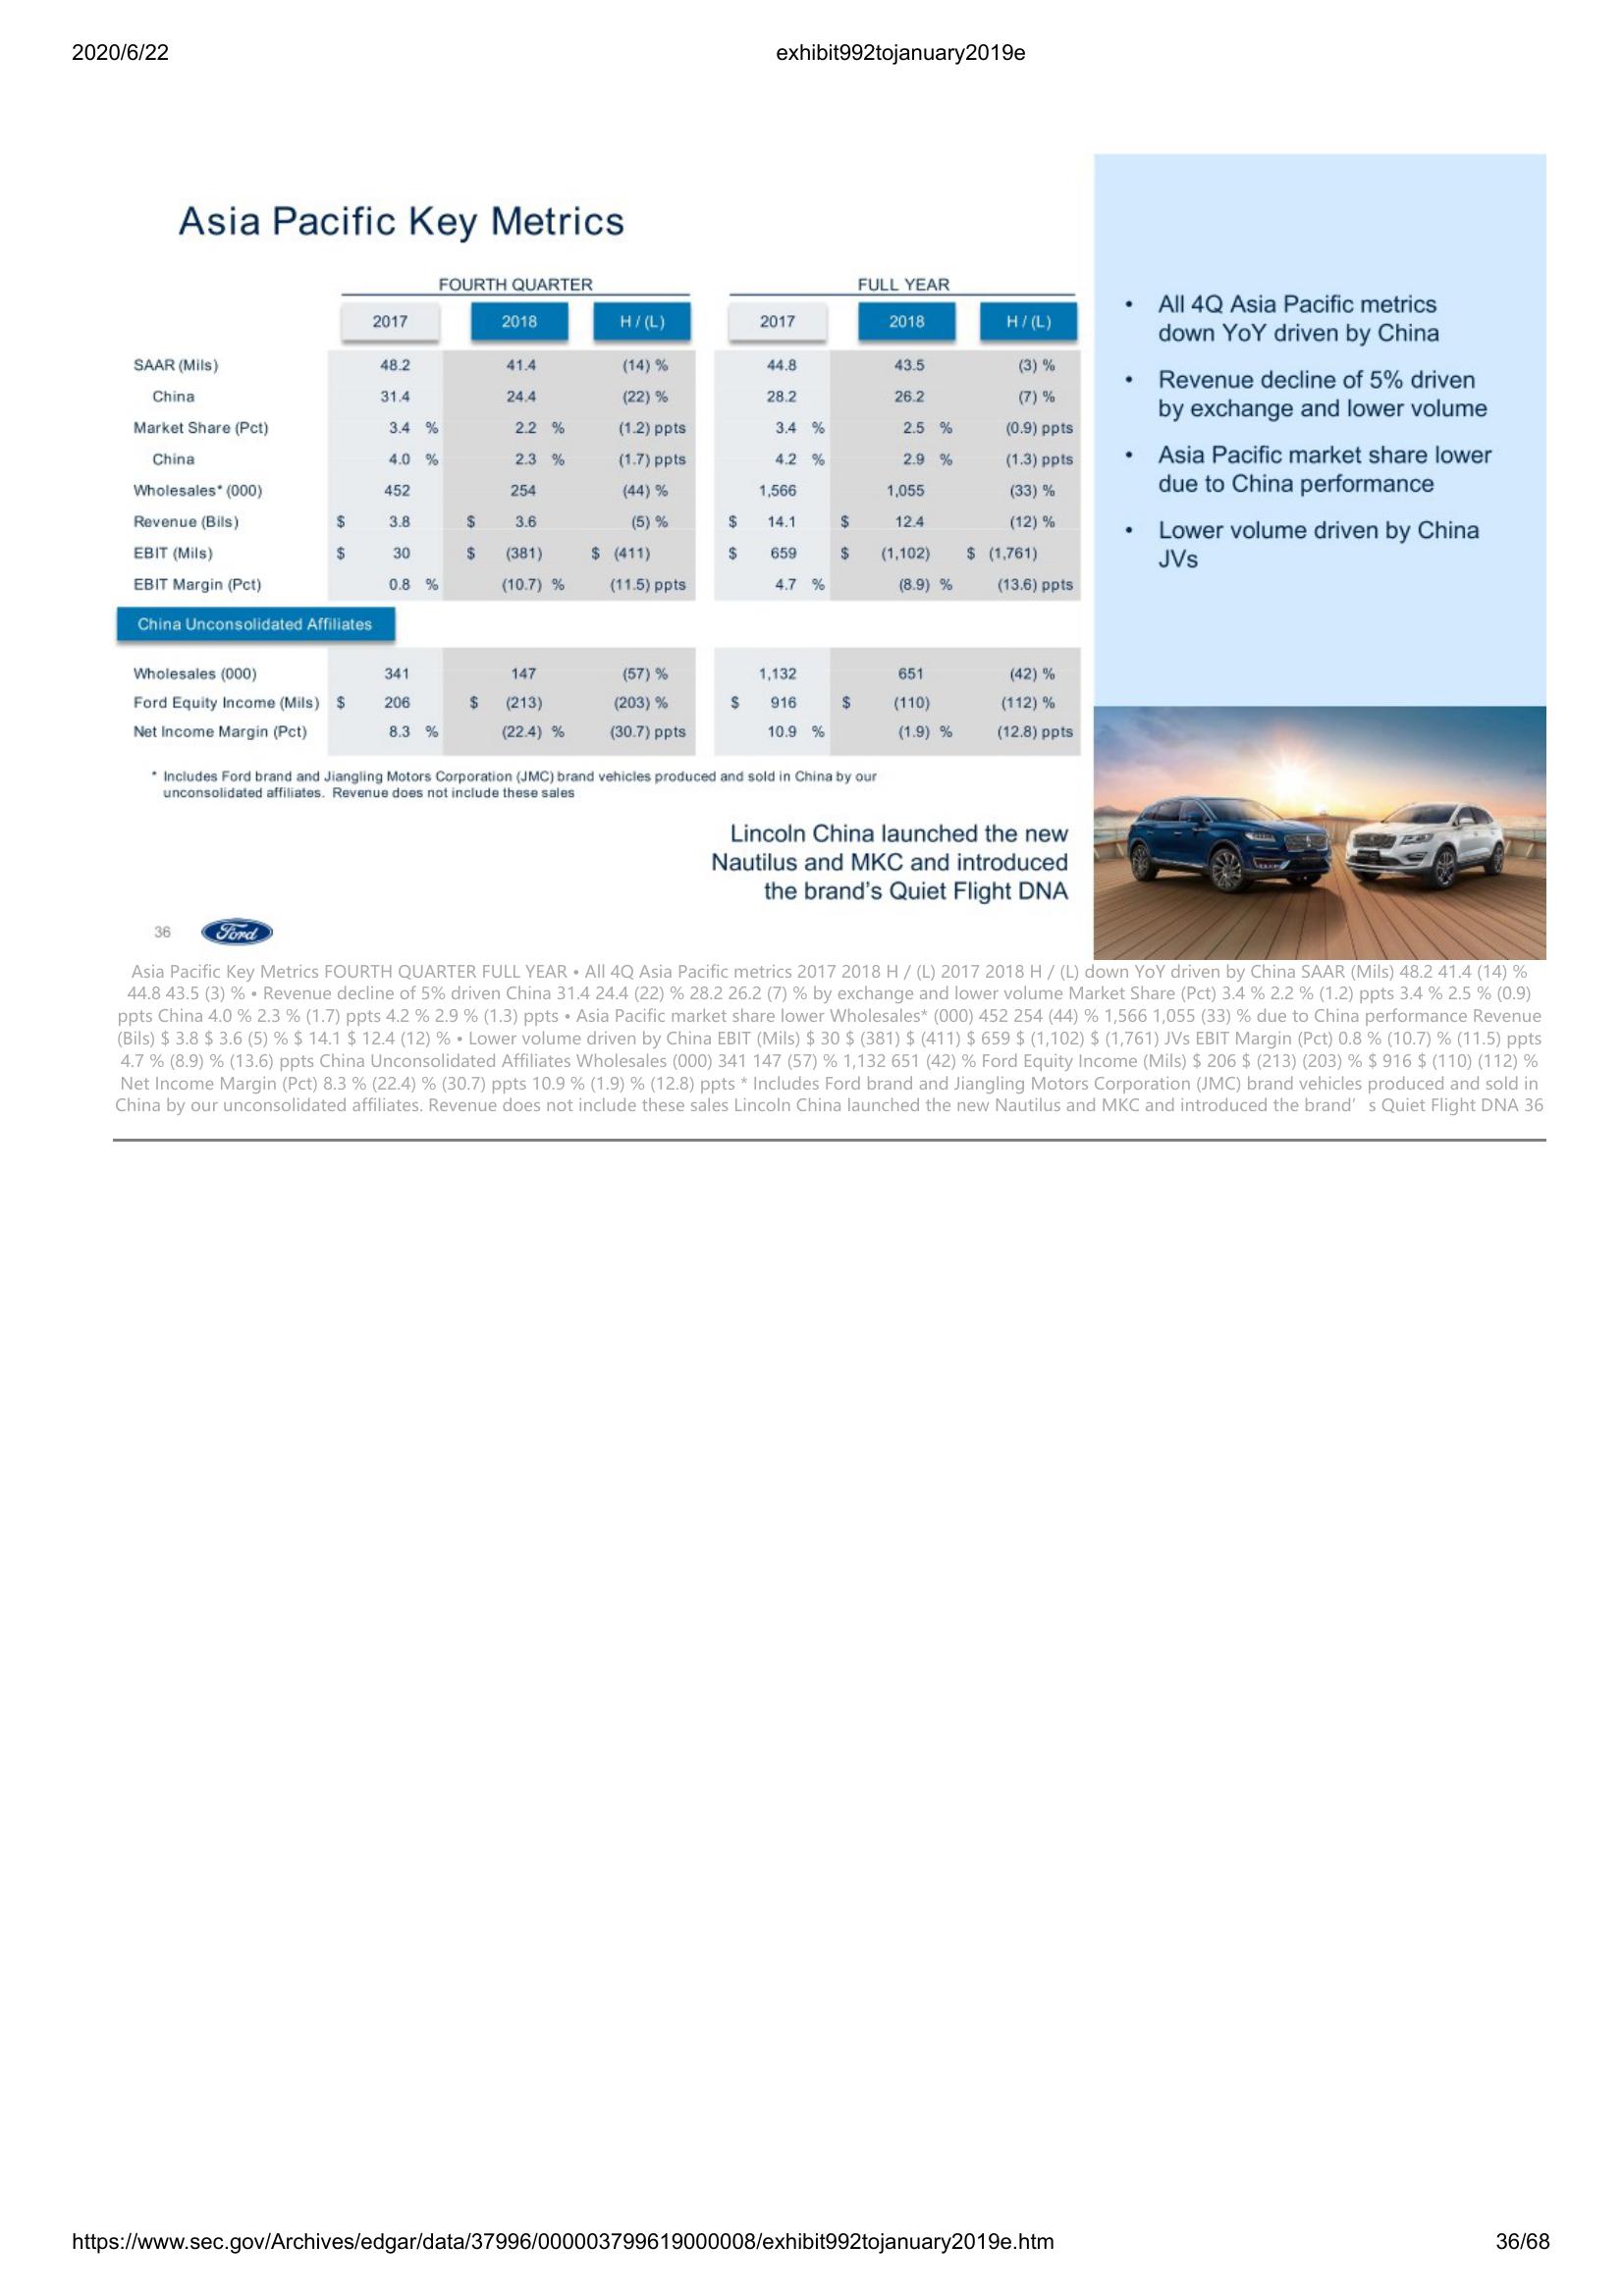 2020/6/22
exhibit992tojanuary2019e
Asia Pacific Key Metrics
FOURTH QUARTER FULL YEAR
2017 2018 H / (L) 2017 2018 H / (L)
SAAR (Mils) 48.2 41.4 (14) % 44.8 43.5 (3) %
China 31.4 24.4 (22) % 28.2 26.2 (7) %
Market Share (Pct) 3.4 % 2.2 % (1.2) ppts 3.4 % 2.5 % (0.9) ppts
China 4.0 % 2.3 % (1.7) ppts 4.2 % 2.9 % (1.3) ppts
Wholesales* (000) 452 254 (44) % 1,566 1,055 (33) %
Revenue (Bils) $ 3.8 $ 3.6 (5) % $ 14.1 $ 12.4 (12) %
EBIT (Mils) $ 30 $ (381) $ (411) $ 659 $ (1,102) $ (1,761)
EBIT Margin (Pct) 0.8 % (10.7) % (11.5) ppts 4.7 % (8.9) % (13.6) ppts
China Unconsolidated Affiliates
Wholesales (000) 341 147 (57) % 1,132 651 (42) %
Ford Equity Income (Mils) $ 206 $ (213) (203) % $ 916 $ (110) (112) %
Net Income Margin (Pct) 8.3 % (22.4) % (30.7) ppts 10.9 % (1.9) % (12.8) ppts
* Includes Ford brand and Jiangling Motors Corporation (JMC) brand vehicles produced and sold in China by our
unconsolidated affiliates. Revenue does not include these sales
• All 4Q Asia Pacific metrics
down YoY driven by China
• Revenue decline of 5% driven
by exchange and lower volume
• Asia Pacific market share lower
due to China performance
• Lower volume driven by China
JVs
Lincoln China launched the new
Nautilus and MKC and introduced
the brand's Quiet Flight DNA
36
Ford
Asia Pacific Key Metrics FOURTH QUARTER FULL YEAR • All 4Q Asia Pacific metrics 2017 2018 H / (L) 2017 2018 H / (L) down YoY driven by China SAAR (Mils) 48.2 41.4 (14) %
44.8 43.5 (3) % • Revenue decline of 5% driven China 31.4 24.4 (22) % 28.2 26.2 (7) % by exchange and lower volume Market Share (Pct) 3.4 % 2.2 % (1.2) ppts 3.4 % 2.5 % (0.9)
ppts China 4.0 % 2.3 % (1.7) ppts 4.2 % 2.9 % (1.3) ppts • Asia Pacific market share lower Wholesales* (000) 452 254 (44) % 1,566 1,055 (33) % due to China performance Revenue
(Bils) $ 3.8 $ 3.6 (5) % $ 14.1 $ 12.4 (12) % • Lower volume driven by China EBIT (Mils) $ 30 $ (381) $ (411) $ 659 $ (1,102) $ (1,761) JVs EBIT Margin (Pct) 0.8 % (10.7) % (11.5) ppts
4.7 % (8.9) % (13.6) ppts China Unconsolidated Affiliates Wholesales (000) 341 147 (57) % 1,132 651 (42) % Ford Equity Income (Mils) $ 206 $ (213) (203) % $ 916 $ (110) (112) %
Net Income Margin (Pct) 8.3 % (22.4) % (30.7) ppts 10.9 % (1.9) % (12.8) ppts * Includes Ford brand and Jiangling Motors Corporation (JMC) brand vehicles produced and sold in
China by our unconsolidated affiliates. Revenue does not include these sales Lincoln China launched the new Nautilus and MKC and introduced the brand' s Quiet Flight DNA 36
https://www.sec.gov/Archives/edgar/data/37996/000003799619000008/exhibit992tojanuary2019e.htm
36/68